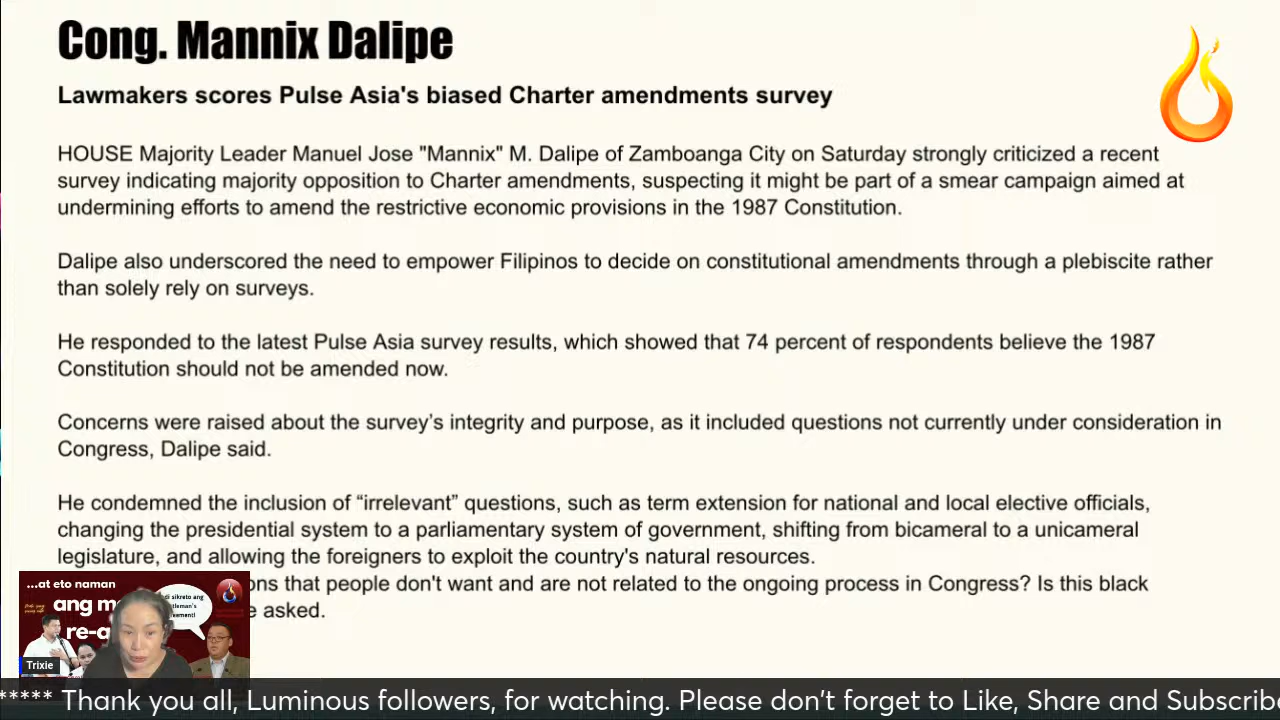 Cong. Mannix Dalipe
Lawmakers scores Pulse Asia's biased Charter amendments survey
HOUSE Majority Leader Manuel Jose "Mannix" M. Dalipe of Zamboanga City on Saturday strongly criticized a recent
survey indicating majority opposition to Charter amendments, suspecting it might be part of a smear campaign aimed at
undermining efforts to amend the restrictive economic provisions in the 1987 Constitution.
Dalipe also underscored the need to empower Filipinos to decide on constitutional amendments through a plebiscite rather
than solely rely on surveys.
He responded to the latest Pulse Asia survey results, which showed that 74 percent of respondents believe the 1987
Constitution should not be amended now.
Concerns were raised about the survey’s integrity and purpose, as it included questions not currently under consideration in
Congress, Dalipe said.
He condemned the inclusion of “irrelevant” questions, such as term extension for national and local elective officials,
changing the presidential system to a parliamentary system of government, shifting from bicameral to a unicameral
legislature, and allowing the foreigners to exploit the country's natural resources.
that people don't want and are not related to the ongoing process in Congress? Is this black
asked.
...at eto naman
ang
sikreto ang
Trixie
***** Thank you all, Luminous followers, for watching. Please don’t forget to Like, Share and Subscribe